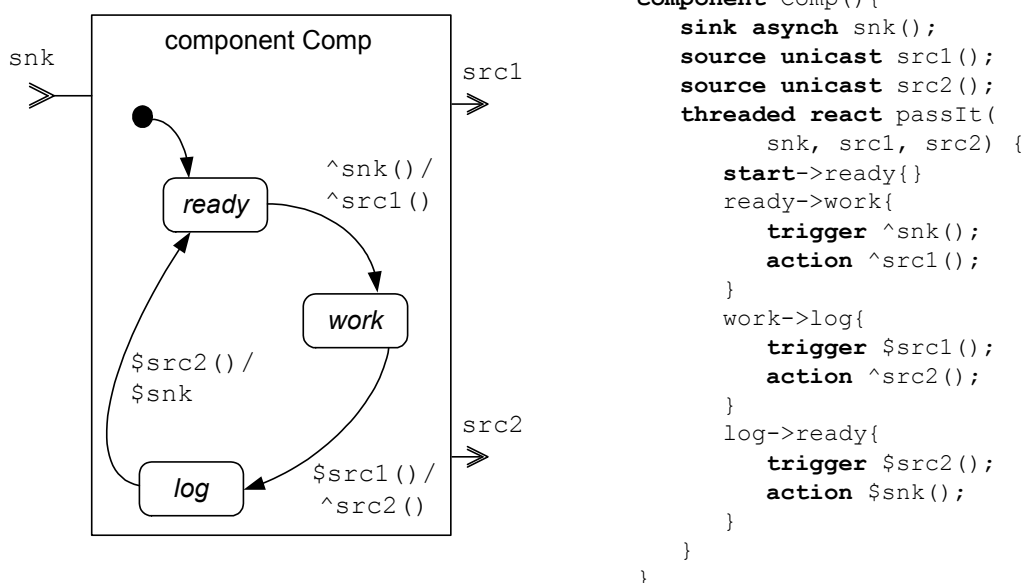 component Comp
snk
src1
^snk()/
^src1()
ready
work
$src2()/
$snk
src2
$src1()/
^src2()
log
component Comp(){
sink asynch snk();
source unicast src1();
source unicast src2();
threaded react passIt(
snk, src1, src2) {
start->ready{}
ready->work{
trigger ^snk();
action ^src1();
}
work->log{
trigger $src1();
action ^src2();
}
log->ready{
trigger $src2();
action $snk();
}
}
}